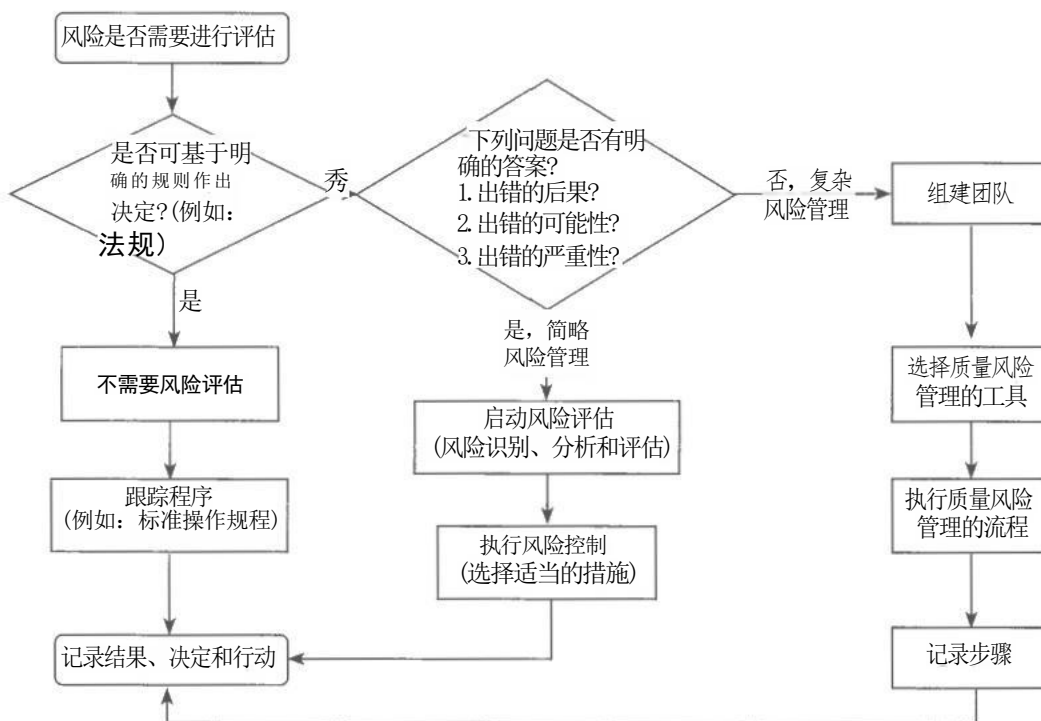 风险是否需要进行评估
是否可基于明
确的规则作出
决定?(例如:
法规)
秀
是
不需要风险评估
跟踪程序
(例如：标准操作规程)
记录结果、决定和行动
下列问题是否有明
确的答案?
1. 出错的后果?
2. 出错的可能性?
3. 出错的严重性?
是，简略
风险管理
启动风险评估
(风险识别、分析和评估)
执行风险控制
(选择适当的措施)
否，复杂
风险管理
组建团队
选择质量风险
管理的工具
执行质量风险
管理的流程
记录步骤